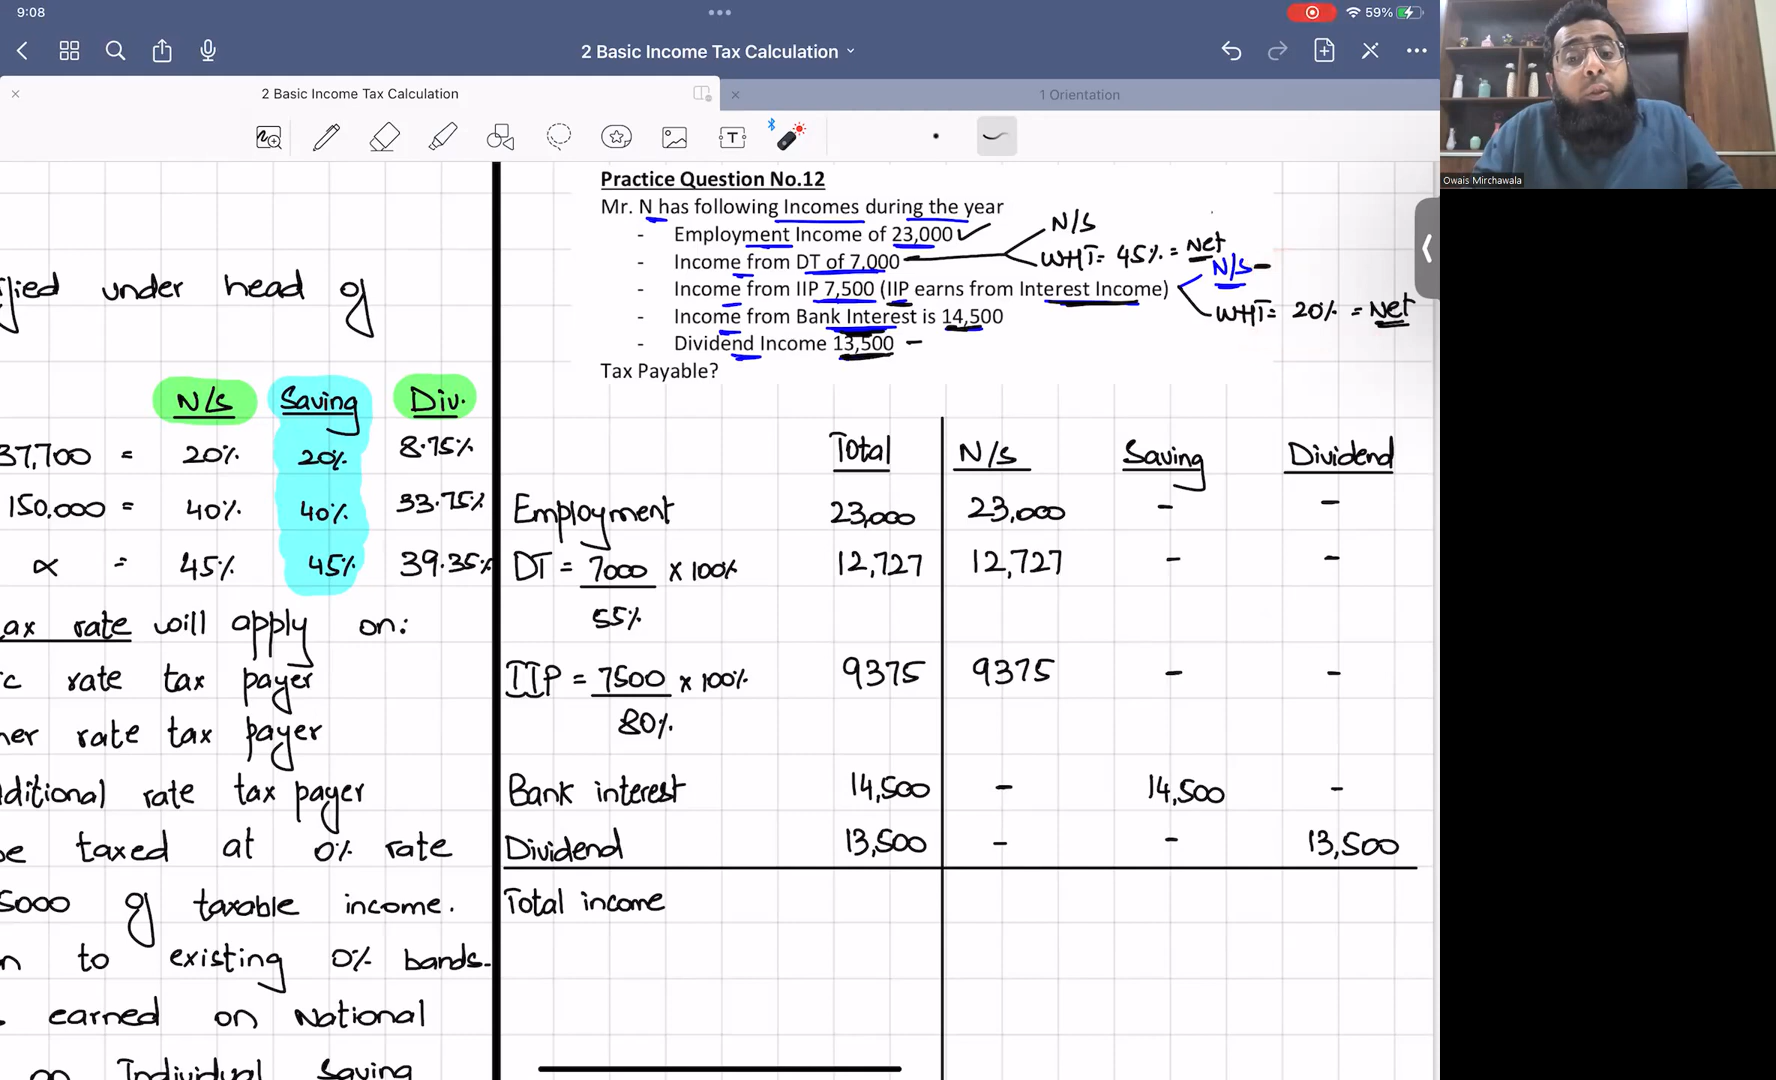 9:08
59%
2 Basic Income Tax Calculation
2 Basic Income Tax Calculation
1 Orientation
Owais Mirchawala
under head of
N/S Saving Div.
37,700 = 20% 20% 8.75%
150,000 = 40% 40% 33.75%
∝ = 45% 45% 39.35%
tax rate will apply on:
rate tax payer
rate tax payer
rate tax payer
taxed at 0% rate
5000 of taxable income.
to existing 0% bands.
earned on National
on Individual Saving
Practice Question No.12
Mr. N has following Incomes during the year
- Employment Income of 23,000
- Income from DT of 7,000
N/S
WHT = 45% = Net
- Income from IIP 7,500 (IIP earns from Interest Income)
N/S
WHT = 20% = Net
- Income from Bank Interest is 14,500
- Dividend Income 13,500
Tax Payable?
Total N/S Saving Dividend
Employment 23,000 23,000 - -
DT = 7000 / 55% x 100% 12,727 12,727 - -
IIP = 7500 / 80% x 100% 9375 9375 - -
Bank interest 14,500 - 14,500 -
Dividend 13,500 - - 13,500
Total income